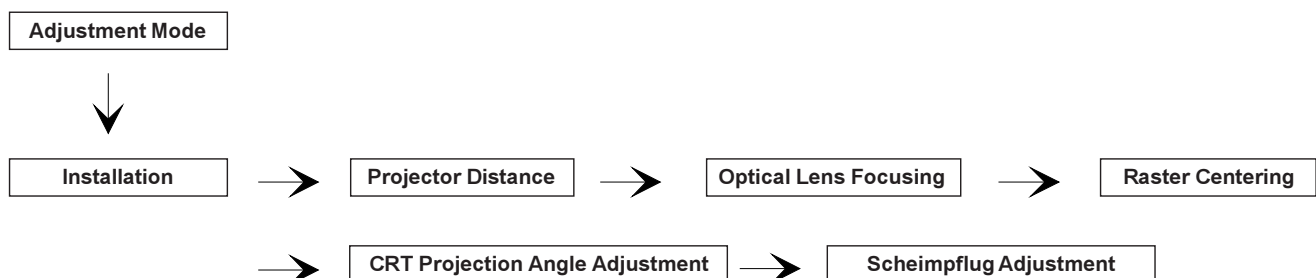 Adjustment Mode
Installation
Projector Distance
Optical Lens Focusing
Raster Centering
CRT Projection Angle Adjustment
Scheimpflug Adjustment